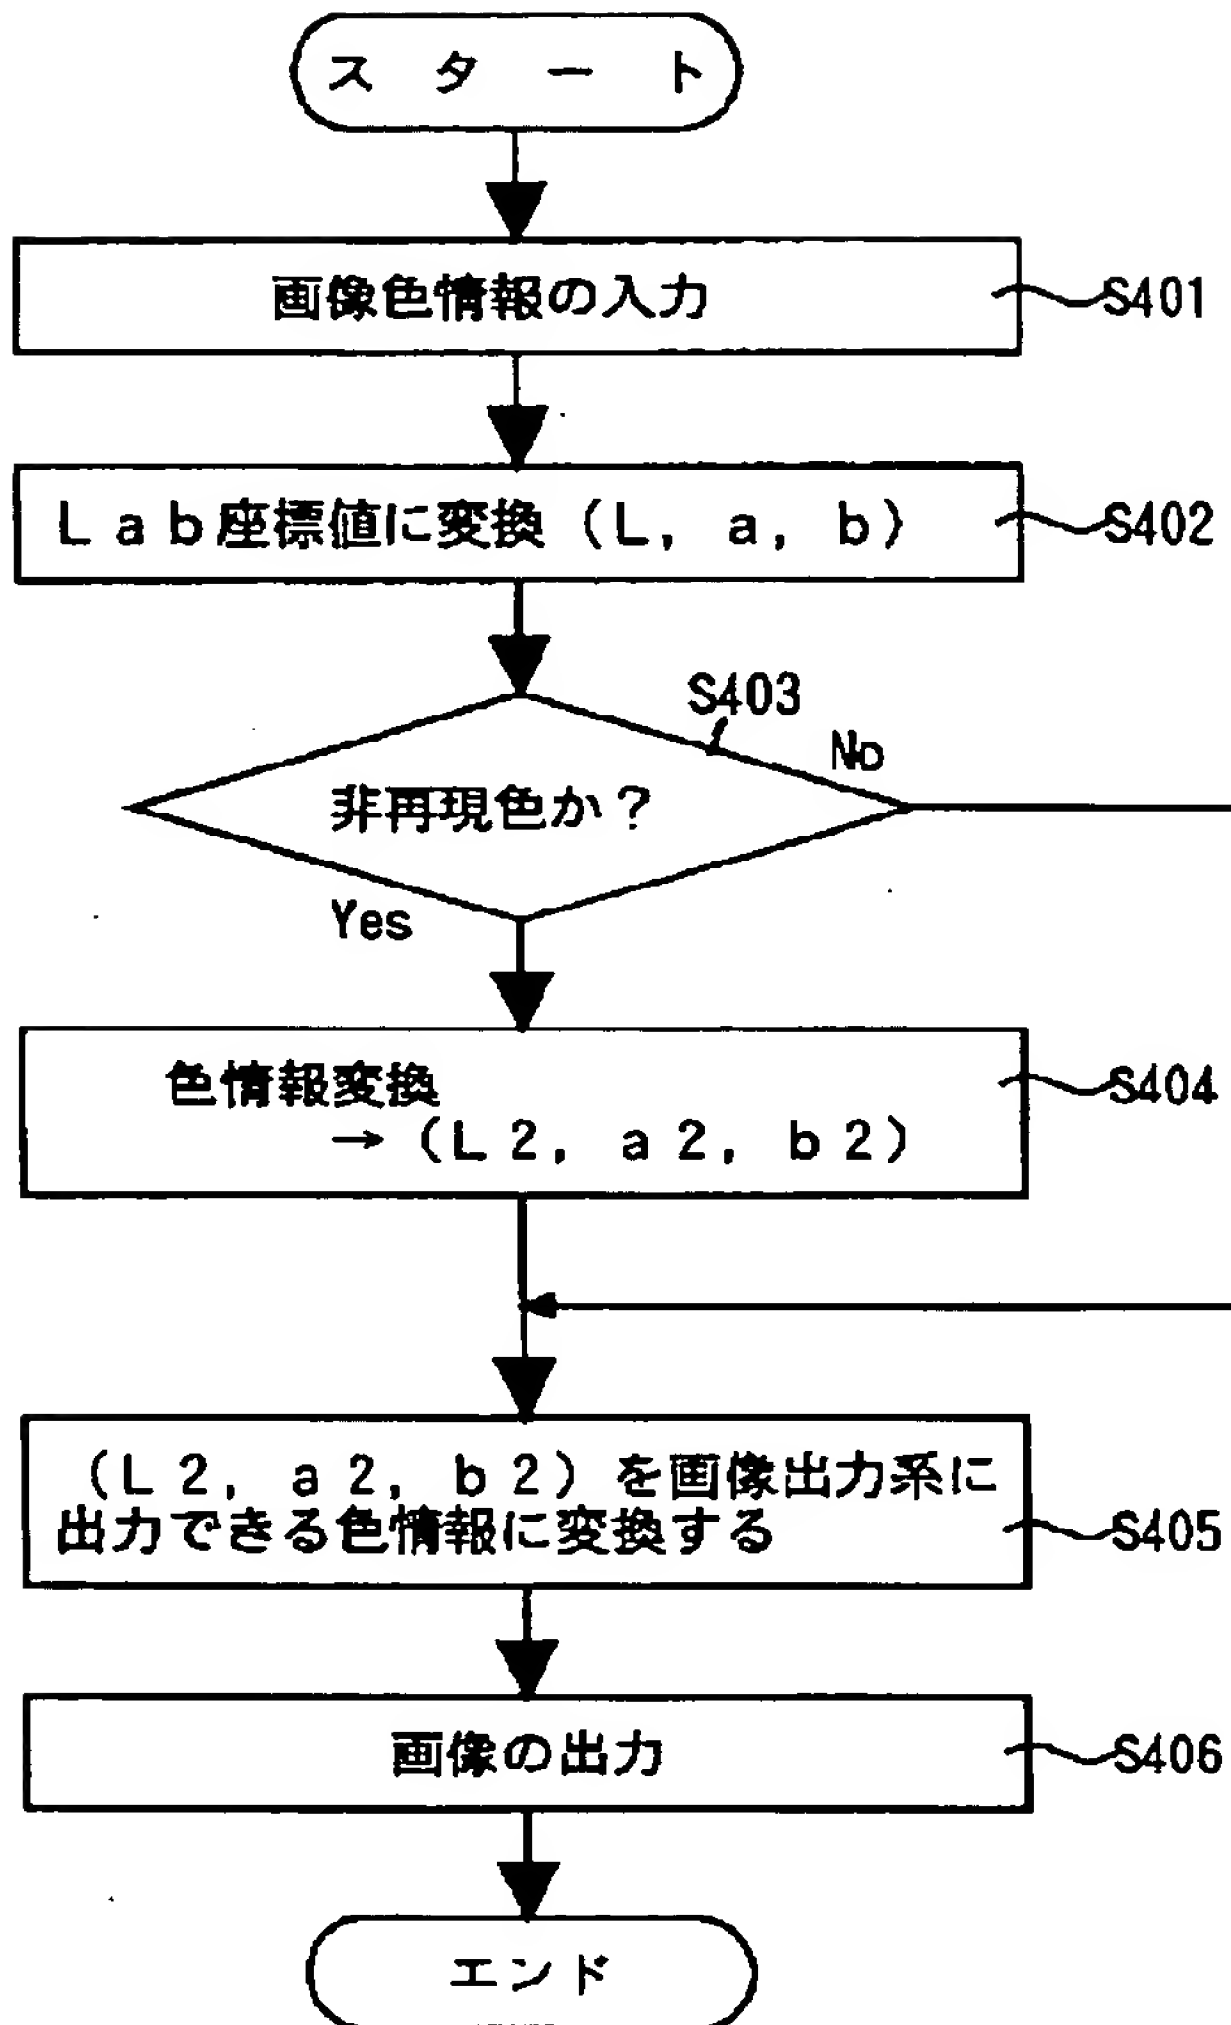 スタート
画像色情報の入力
S401
Lab座標値に変換（L, a, b）
S402
S403
No
非再現色か？
Yes
色情報変換
→（L2, a2, b2）
S404
（L2, a2, b2）を画像出力系に
出力できる色情報に変換する
S405
画像の出力
S406
エンド